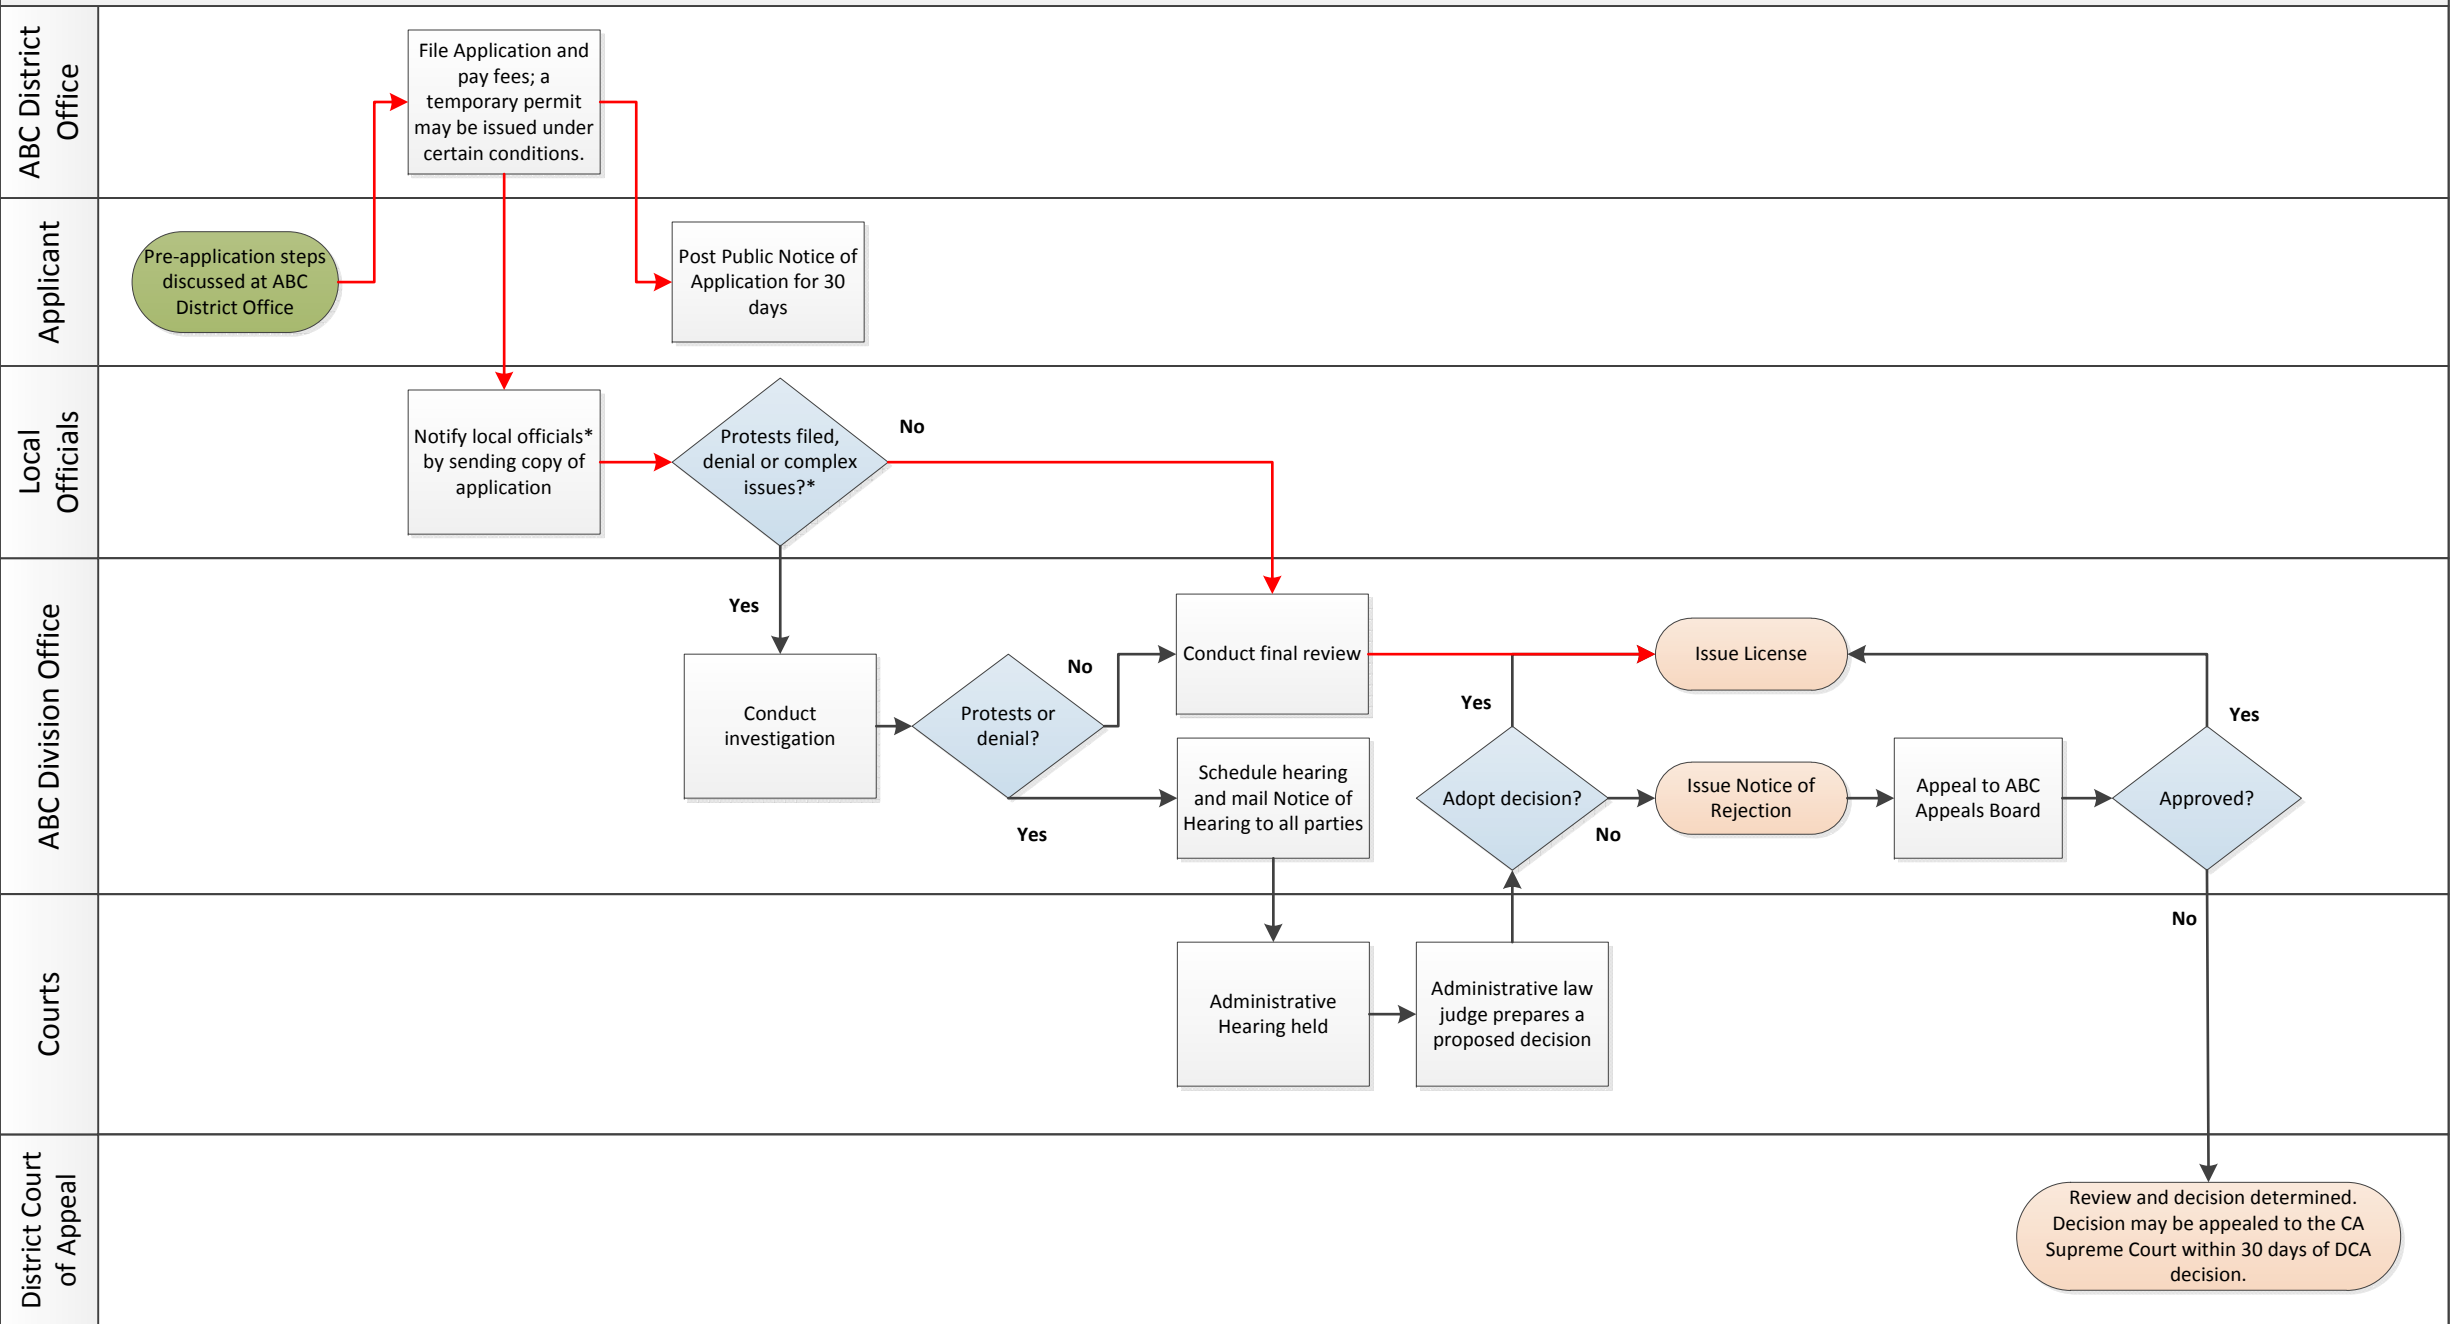 ABC District
Office
File Application and
pay fees; a
temporary permit
may be issued under
certain conditions.
Applicant
Pre-application steps
discussed at ABC
District Office
Post Public Notice of
Application for 30
days
Local
Officials
Notify local officials*
by sending copy of
application
Protests filed,
denial or complex
issues?*
No
Yes
ABC Division Office
Conduct
investigation
Protests or
denial?
No
Yes
Conduct final review
Schedule hearing
and mail Notice of
Hearing to all parties
Adopt decision?
Yes
No
Issue License
Issue Notice of
Rejection
Appeal to ABC
Appeals Board
Approved?
Yes
No
Courts
Administrative
Hearing held
Administrative law
judge prepares a
proposed decision
District Court
of Appeal
Review and decision determined.
Decision may be appealed to the CA
Supreme Court within 30 days of DCA
decision.